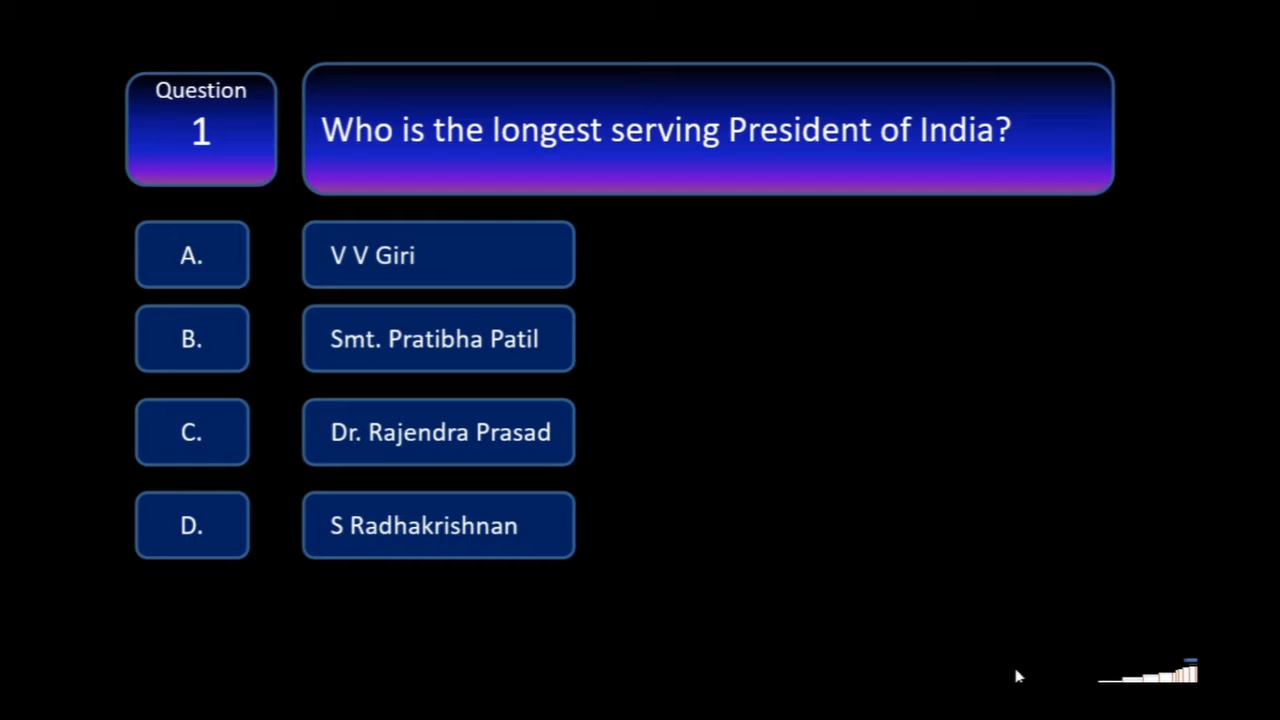 Question
1
Who is the longest serving President of India?
A.
V V Giri
B.
Smt. Pratibha Patil
C.
Dr. Rajendra Prasad
D.
S Radhakrishnan